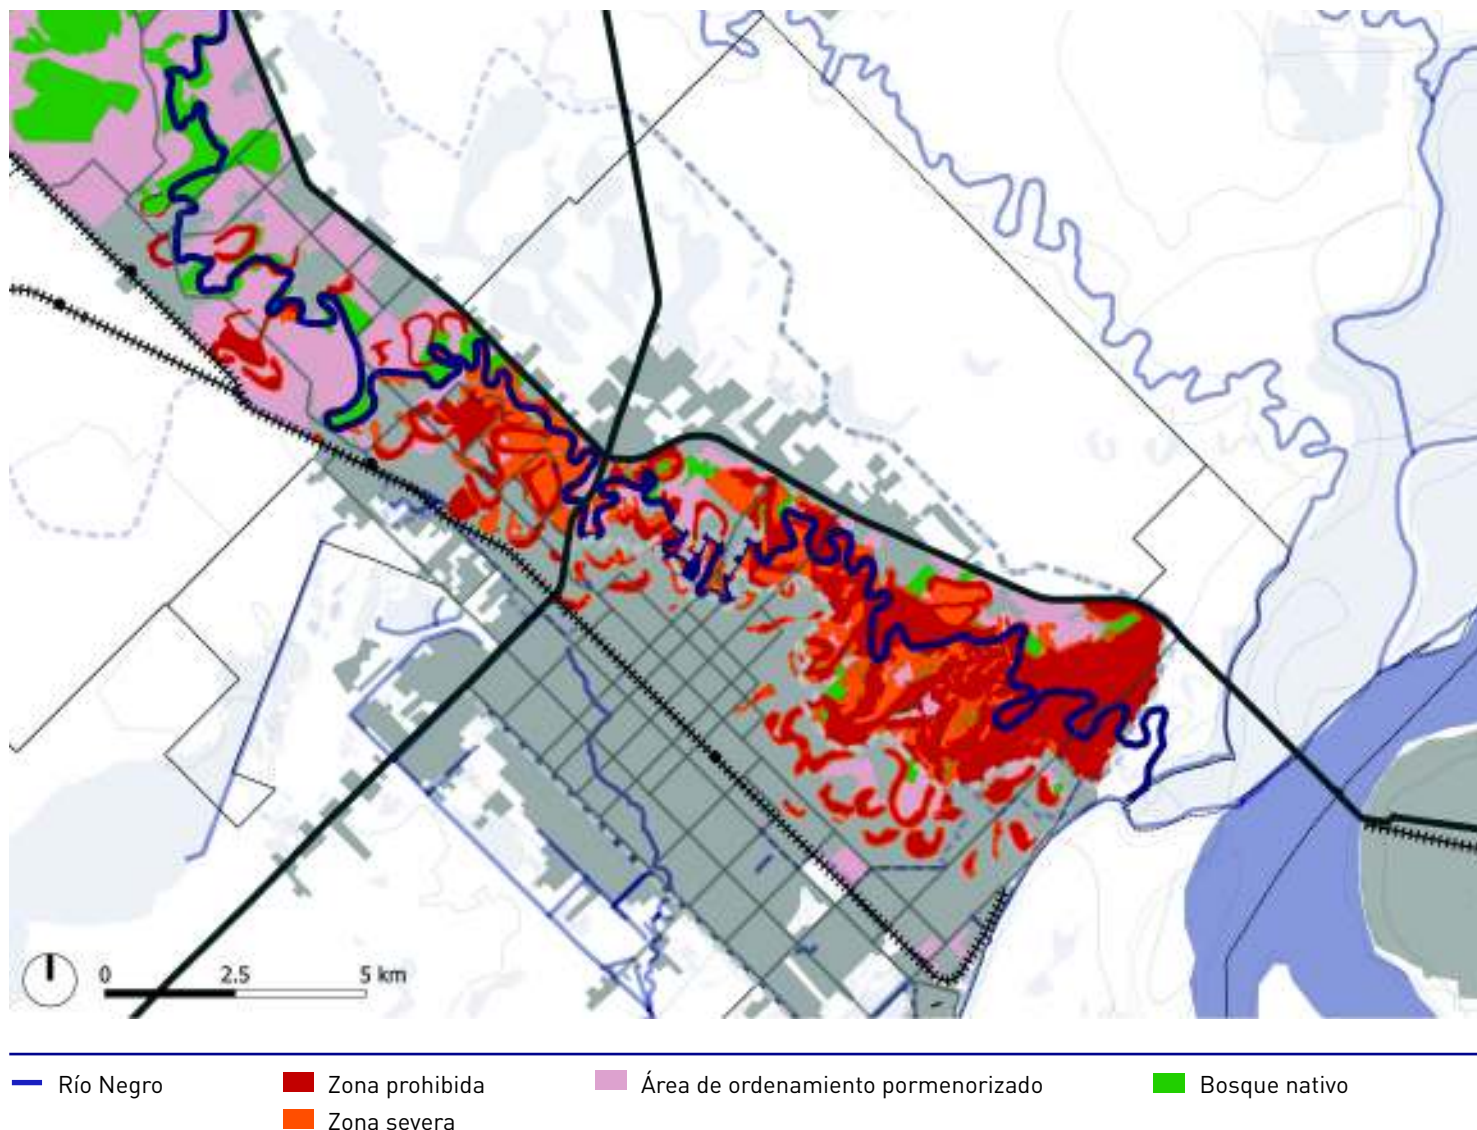 0 2.5 5 km
Río Negro
Zona prohibida
Área de ordenamiento pormenorizado
Bosque nativo
Zona severa